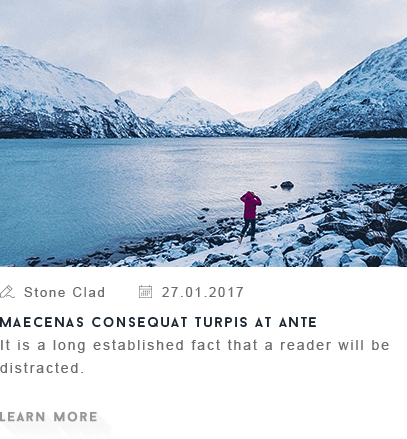 Stone Clad 27.01.2017
MAECENAS CONSEQUAT TURPIS AT ANTE
It is a long established fact that a reader will be
distracted.
LEARN MORE